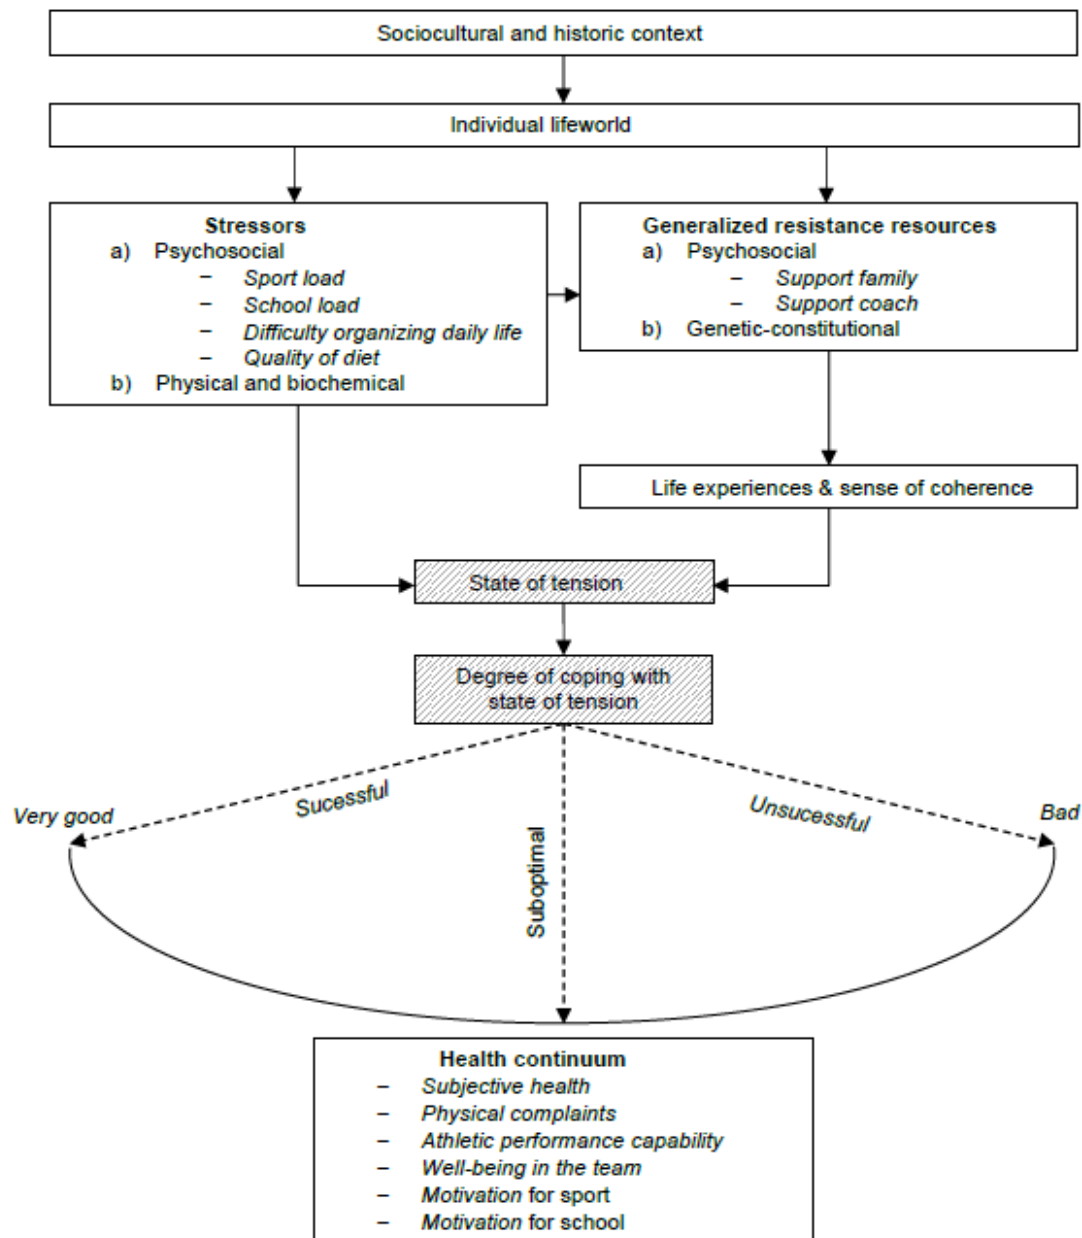 Sociocultural and historic context
Individual lifeworld
Stressors
a) Psychosocial
– Sport load
– School load
– Difficulty organizing daily life
– Quality of diet
b) Physical and biochemical
Generalized resistance resources
a) Psychosocial
– Support family
– Support coach
b) Genetic-constitutional
Life experiences & sense of coherence
State of tension
Degree of coping with
state of tension
Very good
Sucessful
Suboptimal
Unsucessful
Bad
Health continuum
– Subjective health
– Physical complaints
– Athletic performance capability
– Well-being in the team
– Motivation for sport
– Motivation for school